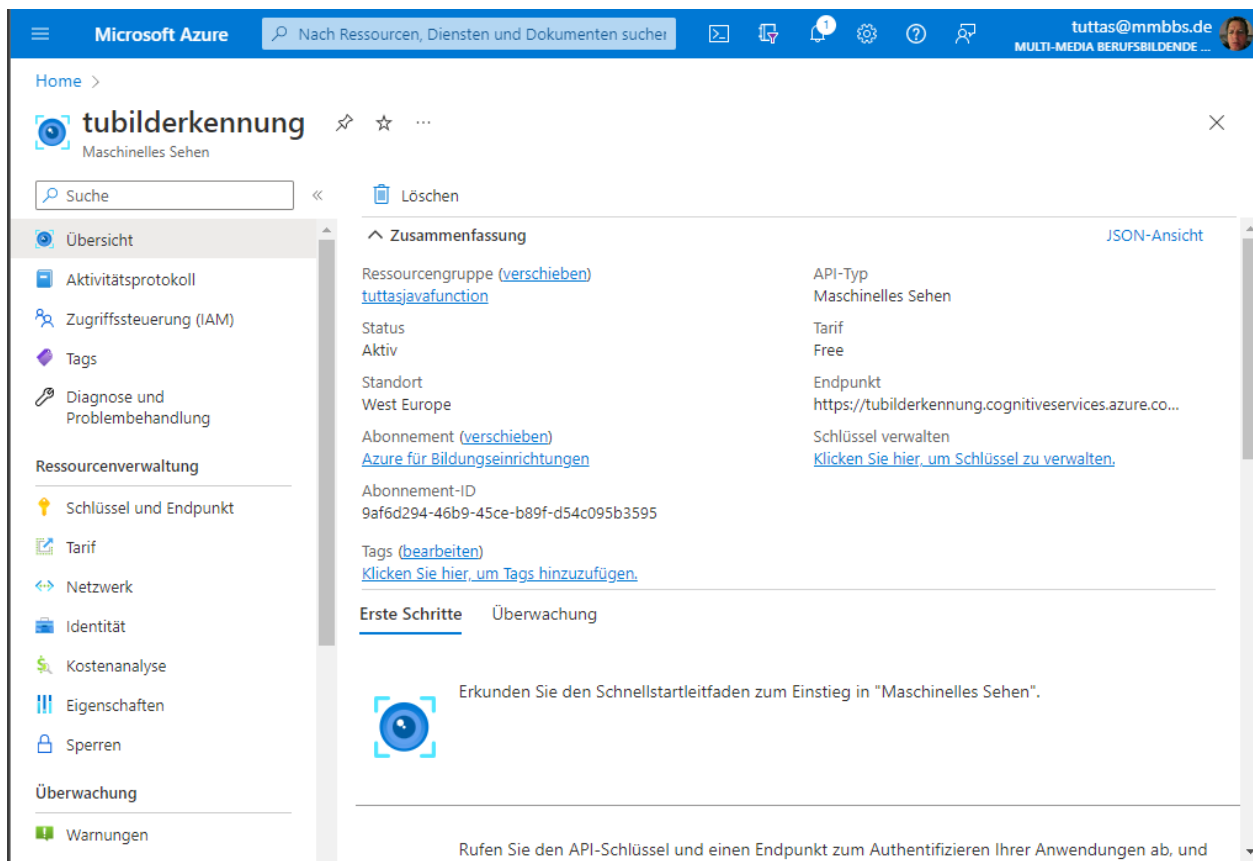 Microsoft Azure
Nach Ressourcen, Diensten und Dokumenten sucher
1
tuttas@mmbbs.de
MULTI-MEDIA BERUFSBILDENDE ...
Home >
tubilderkennung
Maschinelles Sehen
Suche
Löschen
Übersicht
Aktivitätsprotokoll
Zugriffssteuerung (IAM)
Tags
Diagnose und
Problembehandlung
Ressourcenverwaltung
Schlüssel und Endpunkt
Tarif
Netzwerk
Identität
Kostenanalyse
Eigenschaften
Sperren
Überwachung
Warnungen
Zusammenfassung
JSON-Ansicht
Ressourcengruppe (verschieben)
tuttasjavafunction
Status
Aktiv
Standort
West Europe
Abonnement (verschieben)
Azure für Bildungseinrichtungen
Abonnement-ID
9af6d294-46b9-45ce-b89f-d54c095b3595
Tags (bearbeiten)
Klicken Sie hier, um Tags hinzuzufügen.
API-Typ
Maschinelles Sehen
Tarif
Free
Endpunkt
https://tubilderkennung.cognitiveservices.azure.co...
Schlüssel verwalten
Klicken Sie hier, um Schlüssel zu verwalten.
Erste Schritte Überwachung
Erkunden Sie den Schnellstartleitfaden zum Einstieg in "Maschinelles Sehen".
Rufen Sie den API-Schlüssel und einen Endpunkt zum Authentifizieren Ihrer Anwendungen ab, und